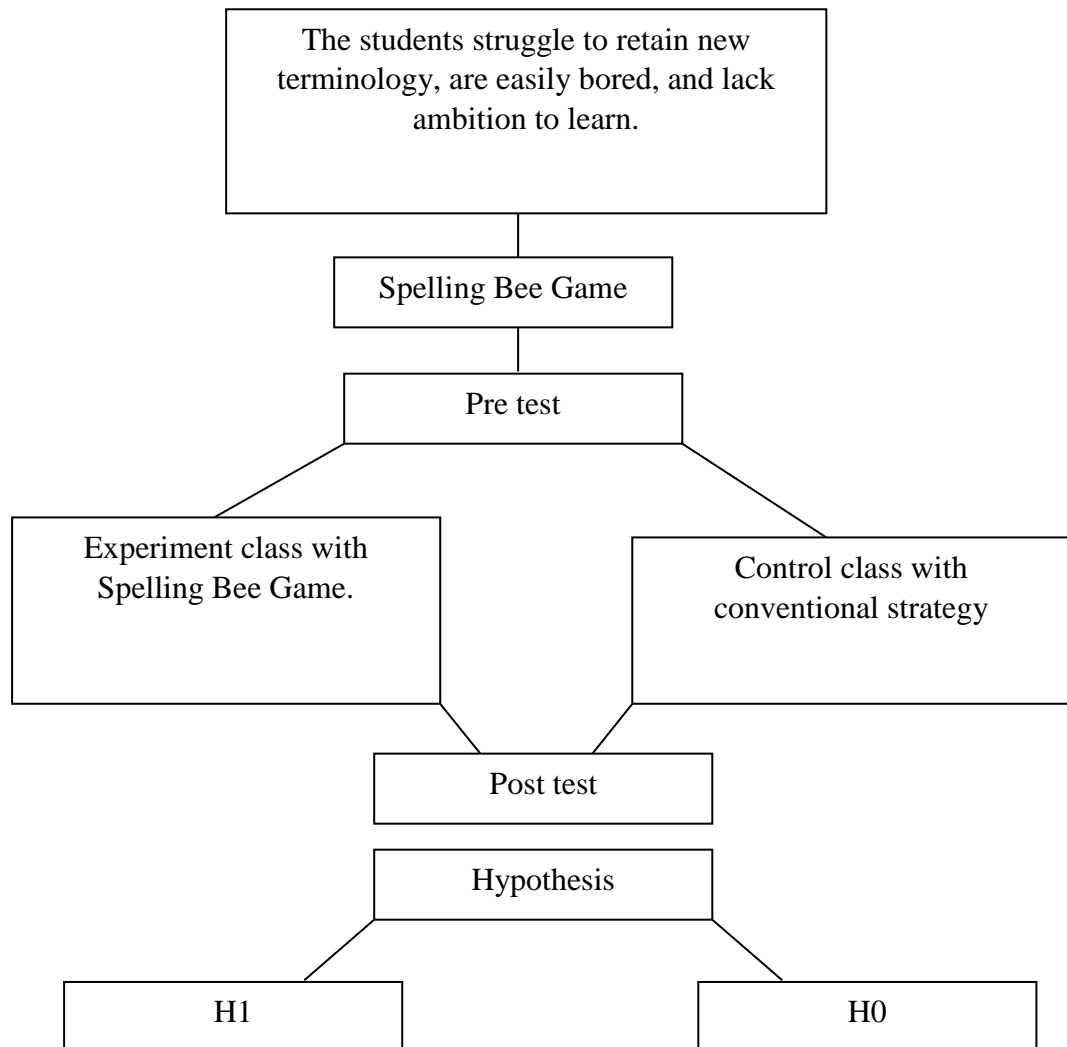 The students struggle to retain new
terminology, are easily bored, and lack
ambition to learn.
Spelling Bee Game
Pre test
Experiment class with
Spelling Bee Game.
Control class with
conventional strategy
Post test
Hypothesis
H1
H0